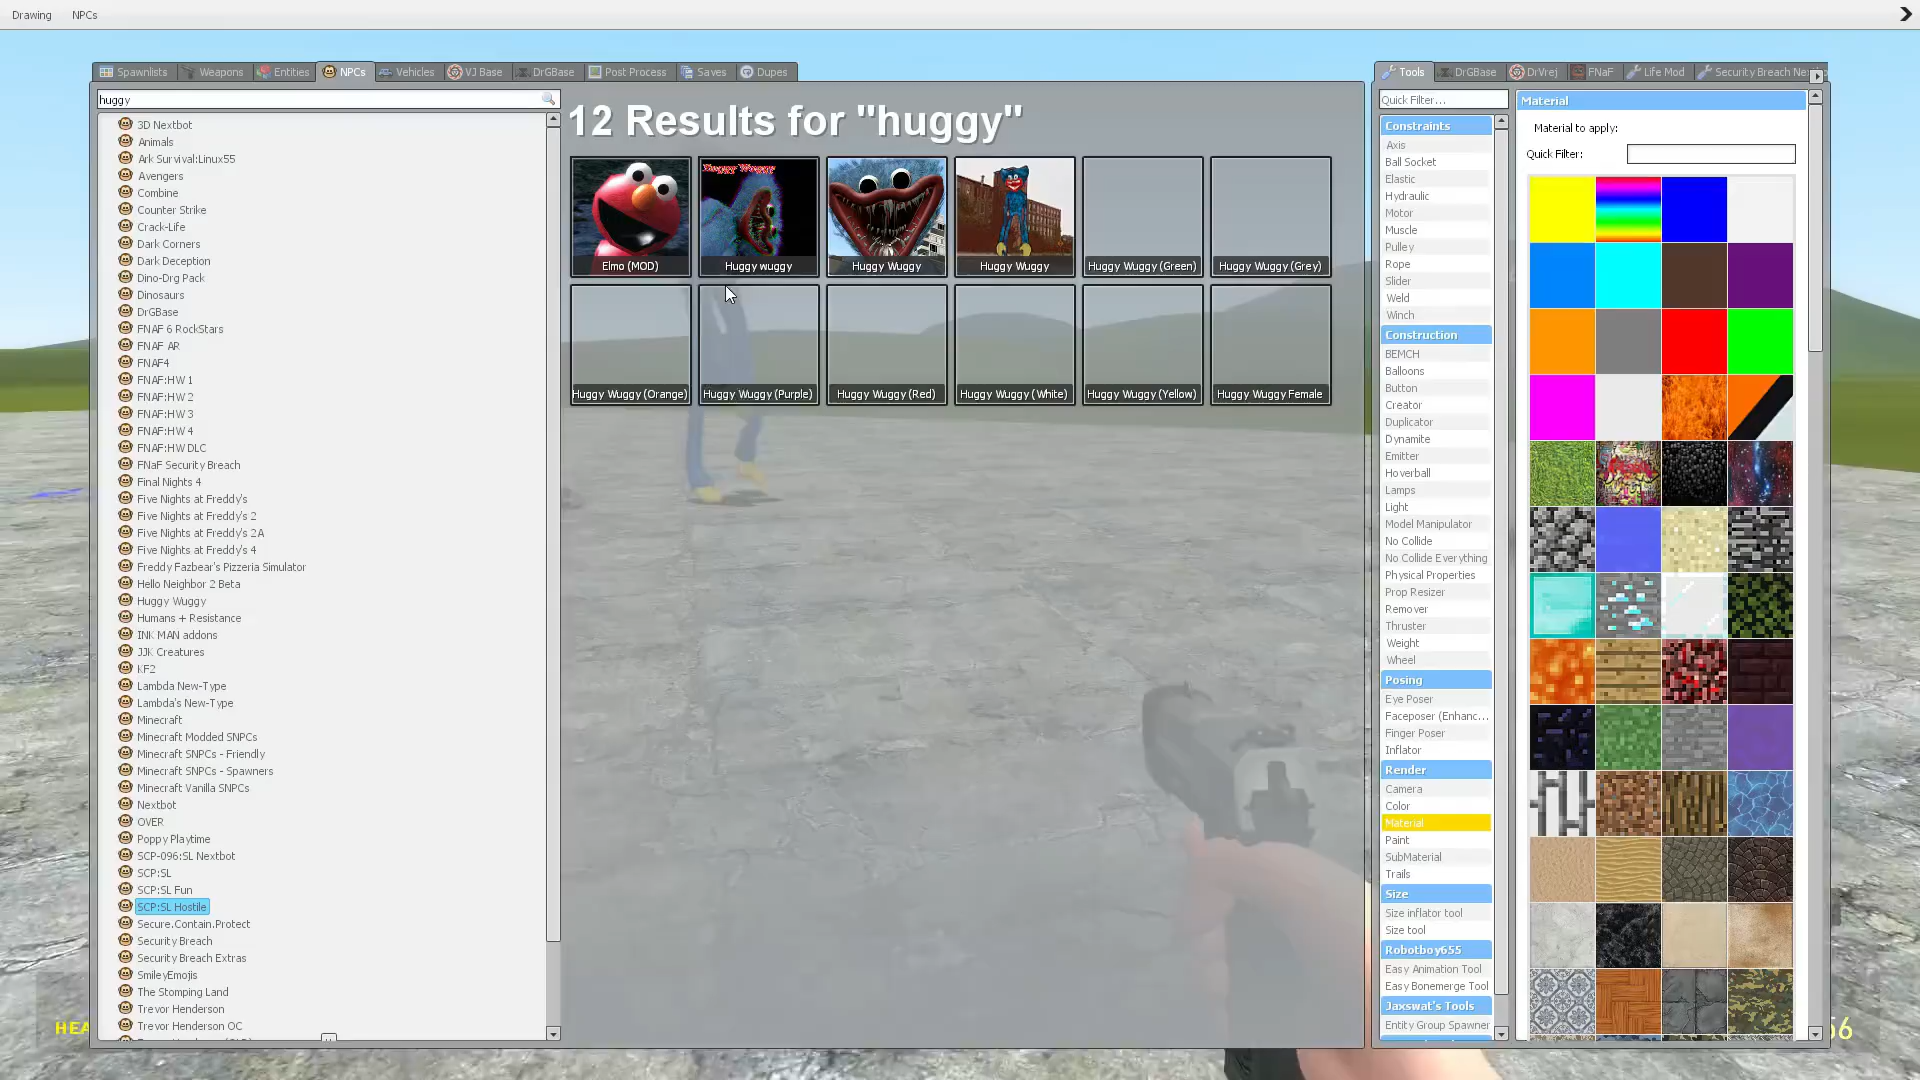 Drawing NPCs
Spawnlists Weapons Entities NPCs Vehicles VJ Base DrGBase Post Process Saves Dupes
huggy
3D Nextbot
Animals
Ark Survival:Linux55
Avengers
Combine
Counter Strike
Crack-Life
Dark Corners
Dark Deception
Dino-Drg Pack
Dinosaurs
DrGBase
FNAF 6 RockStars
FNAF AR
FNAF4
FNAF:HW 1
FNAF:HW 2
FNAF:HW 3
FNAF:HW 4
FNAF:HW DLC
FNaF Security Breach
Final Nights 4
Five Nights at Freddy's
Five Nights at Freddy's 2
Five Nights at Freddy's 2A
Five Nights at Freddy's 4
Freddy Fazbear's Pizzeria Simulator
Hello Neighbor 2 Beta
Huggy Wuggy
Humans + Resistance
INK MAN addons
JJK Creatures
KF2
Lambda New-Type
Lambda's New-Type
Minecraft
Minecraft Modded SNPCs
Minecraft SNPCs - Friendly
Minecraft SNPCs - Spawners
Minecraft Vanilla SNPCs
Nextbot
OVER
Poppy Playtime
SCP-096:SL Nextbot
SCP:SL
SCP:SL Fun
SCP:SL Hostile
Secure.Contain.Protect
Security Breach
Security Breach Extras
SmileyEmojis
The Stomping Land
Trevor Henderson
Trevor Henderson OC
12 Results for "huggy"
Huggy Wuggy
Elmo (MOD) Huggy wuggy Huggy Wuggy Huggy Wuggy Huggy Wuggy (Green) Huggy Wuggy (Grey)
Huggy Wuggy (Orange) Huggy Wuggy (Purple) Huggy Wuggy (Red) Huggy Wuggy (White) Huggy Wuggy (Yellow) Huggy Wuggy Female
Tools DrGBase DrVrej FNaF Life Mod Security Breach
Quick Filter...
Constraints
Axis
Ball Socket
Elastic
Hydraulic
Motor
Muscle
Pulley
Rope
Slider
Weld
Winch
Construction
BEMCH
Balloons
Button
Creator
Duplicator
Dynamite
Emitter
Hoverball
Lamps
Light
Model Manipulator
No Collide
No Collide Everything
Physical Properties
Prop Resizer
Remover
Thruster
Weight
Wheel
Posing
Eye Poser
Faceposer (Enhanc...
Finger Poser
Inflator
Render
Camera
Color
Material
Paint
SubMaterial
Trails
Size
Size inflator tool
Size tool
Robotboy655
Easy Animation Tool
Easy Bonemerge Tool
Jaxswat's Tools
Entity Group Spawner
Material
Material to apply:
Quick Filter:
HEA